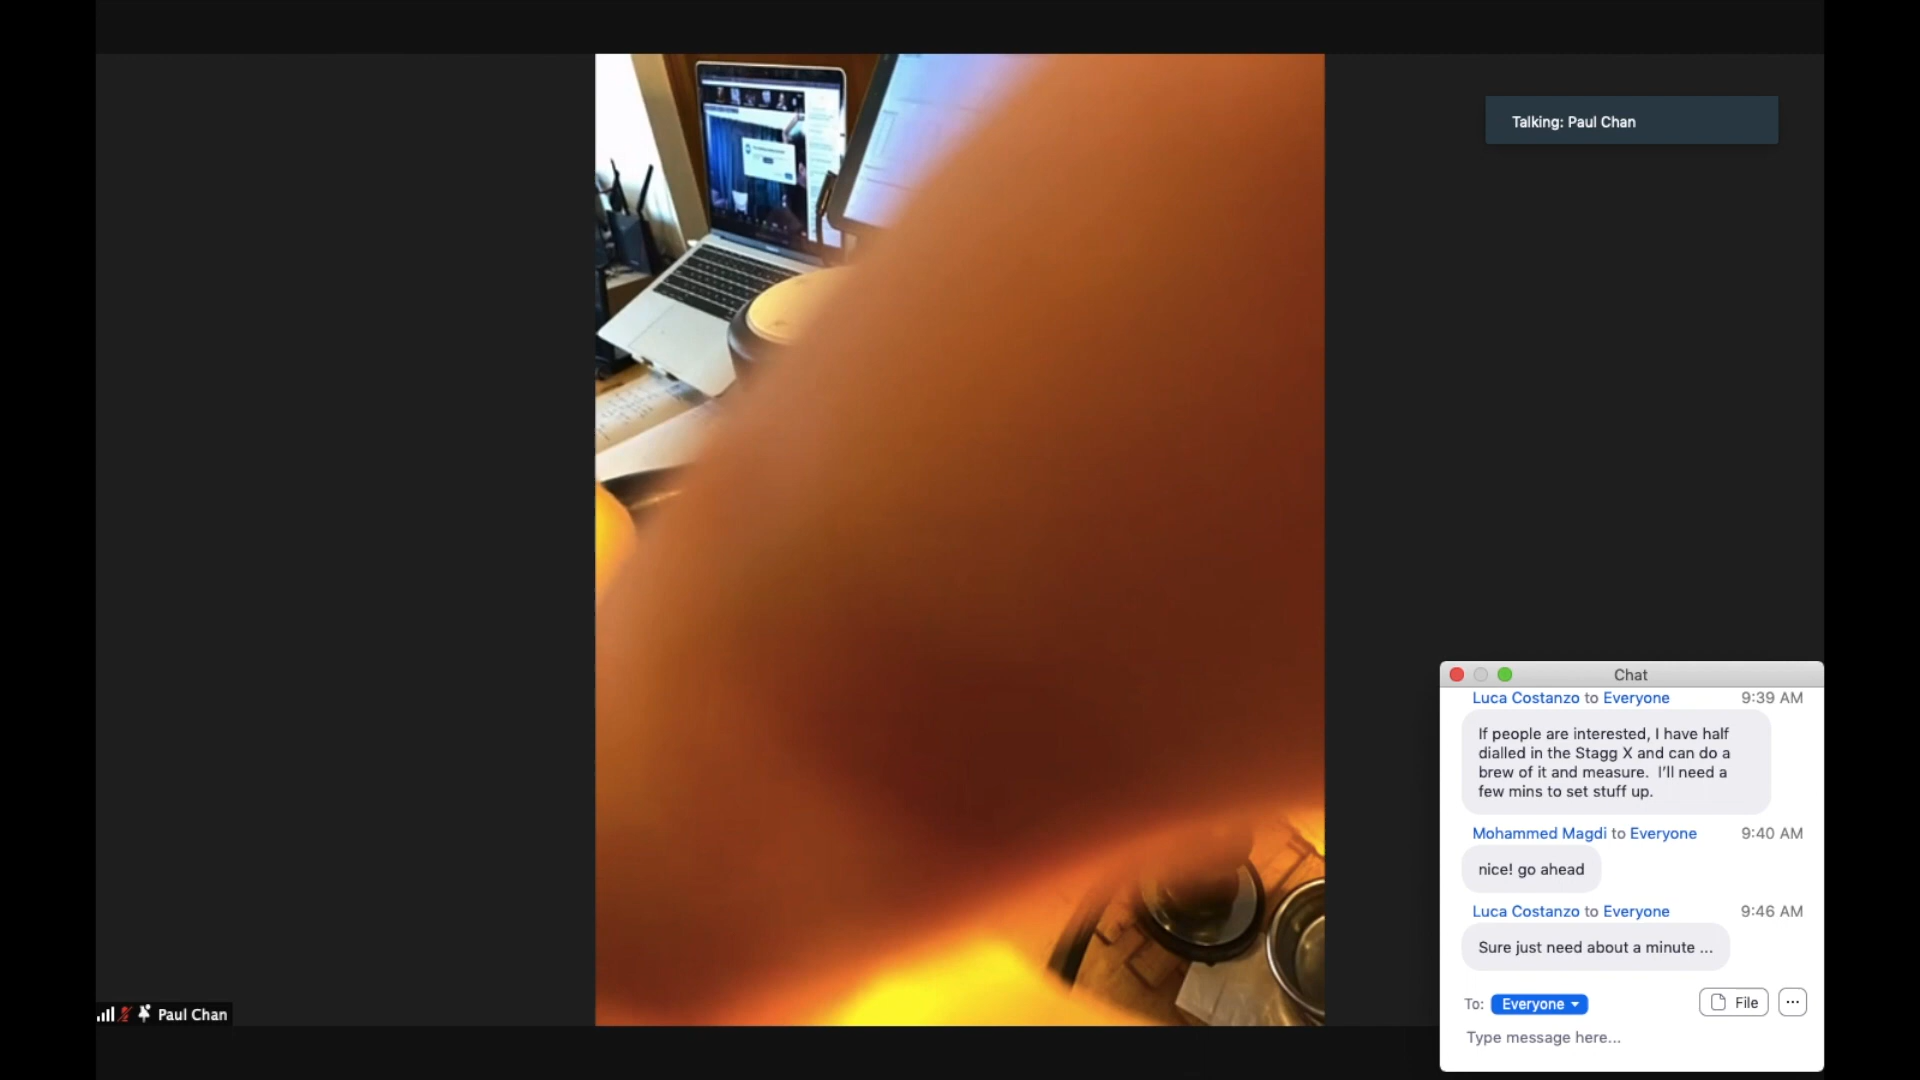 Talking: Paul Chan
Chat
Luca Costanzo to Everyone 9:39 AM
If people are interested, I have half
dialled in the Stagg X and can do a
brew of it and measure.  I'll need a
few mins to set stuff up.
Mohammed Magdi to Everyone 9:40 AM
nice! go ahead
Luca Costanzo to Everyone 9:46 AM
Sure just need about a minute ...
To: Everyone File
Type message here...
Paul Chan